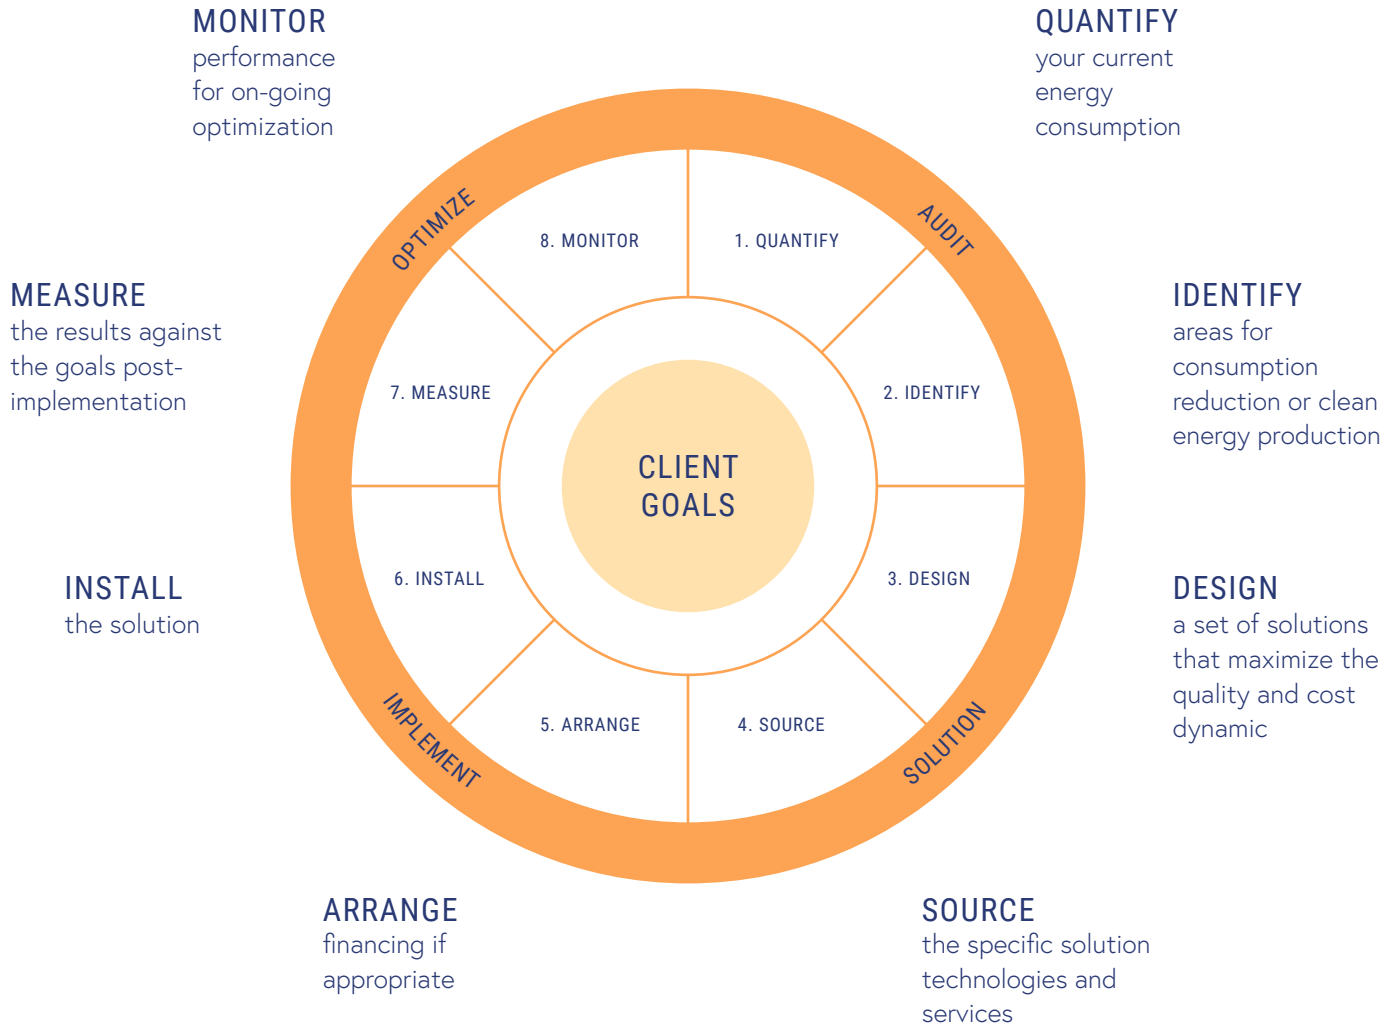 MONITOR
performance
for on-going
optimization
QUANTIFY
your current
energy
consumption
OPTIMIZE
AUDIT
8. MONITOR
1. QUANTIFY
MEASURE
the results against
the goals post-
implementation
IDENTIFY
areas for
consumption
reduction or clean
energy production
7. MEASURE
2. IDENTIFY
CLIENT
GOALS
6. INSTALL
3. DESIGN
INSTALL
the solution
DESIGN
a set of solutions
that maximize the
quality and cost
dynamic
5. ARRANGE
4. SOURCE
IMPLEMENT
SOLUTION
ARRANGE
financing if
appropriate
SOURCE
the specific solution
technologies and
services